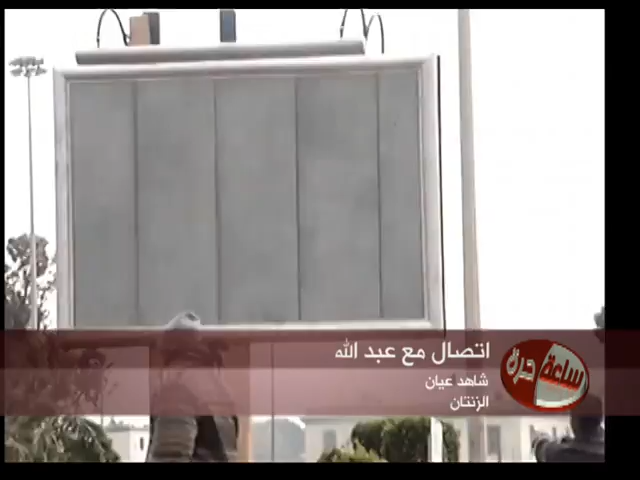 اتصال مع عبد الله
شاهد عيان
الزنتان
ساعة حرة